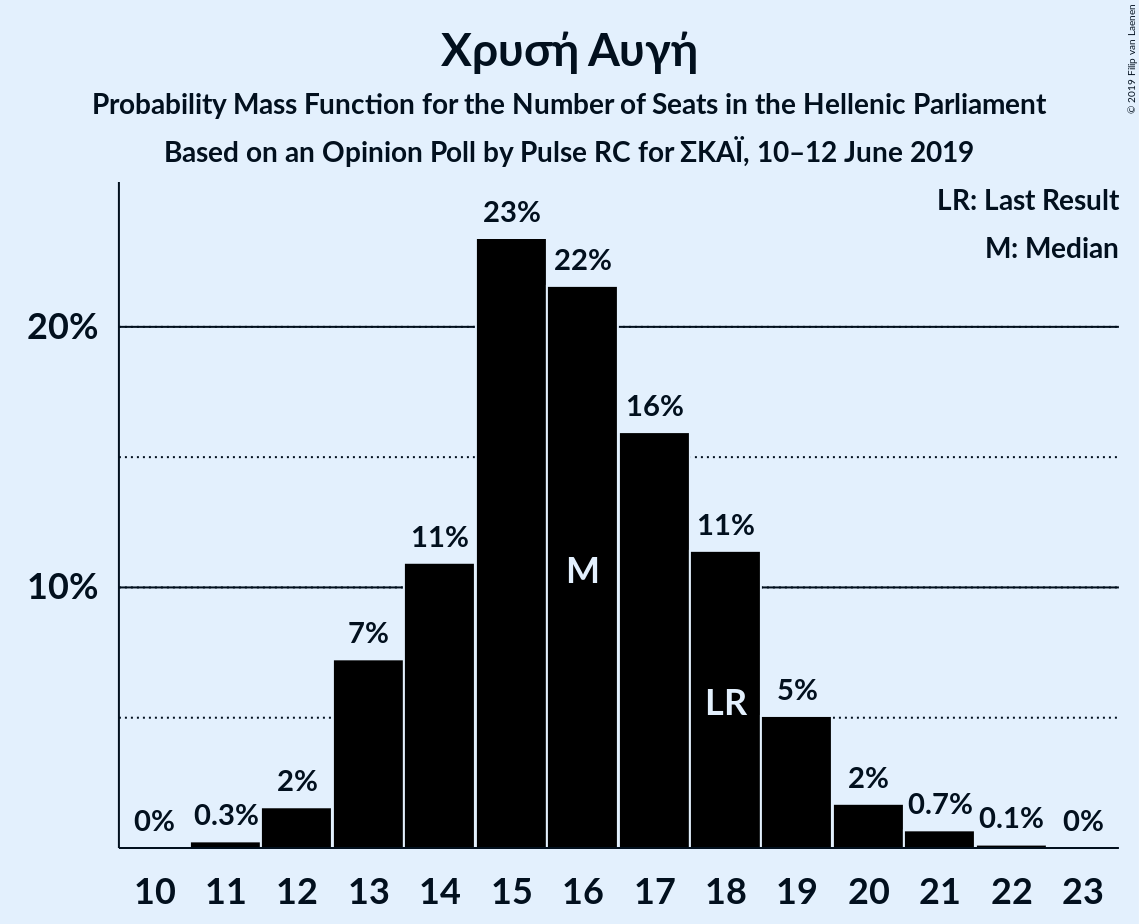 Χρυσή Αυγή
Probability Mass Function for the Number of Seats in the Hellenic Parliament
Based on an Opinion Poll by Pulse RC for ΣΚΑΪ, 10–12 June 2019
© 2019 Filip van Laenen
LR: Last Result
M: Median
23%
22%
20%
16%
11%
11%
10%
M
7%
LR
5%
2%
2%
0%
0.3%
0.7%
0.1%
0%
10 11 12 13 14 15 16 17 18 19 20 21 22 23